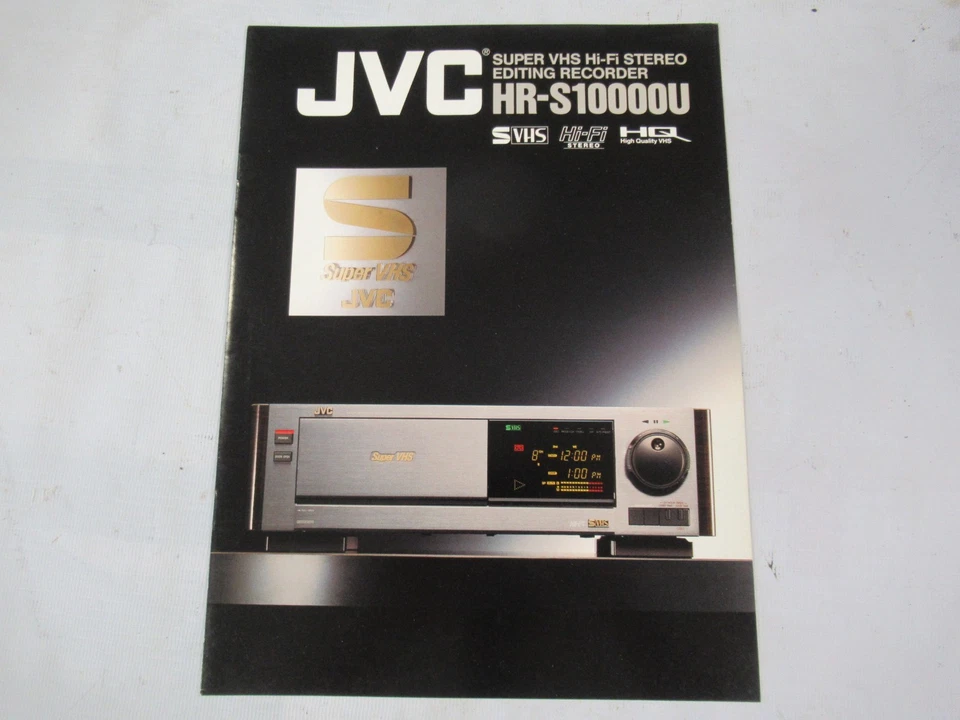 JVC®
SUPER VHS Hi-Fi STEREO
EDITING RECORDER
HR-S10000U
S VHS
Hi-Fi
STEREO
HQ
High Quality VHS
S
Super VHS
JVC
JVC
Super VHS
S VHS
8
12:00 PM
1:00 PM
S VHS